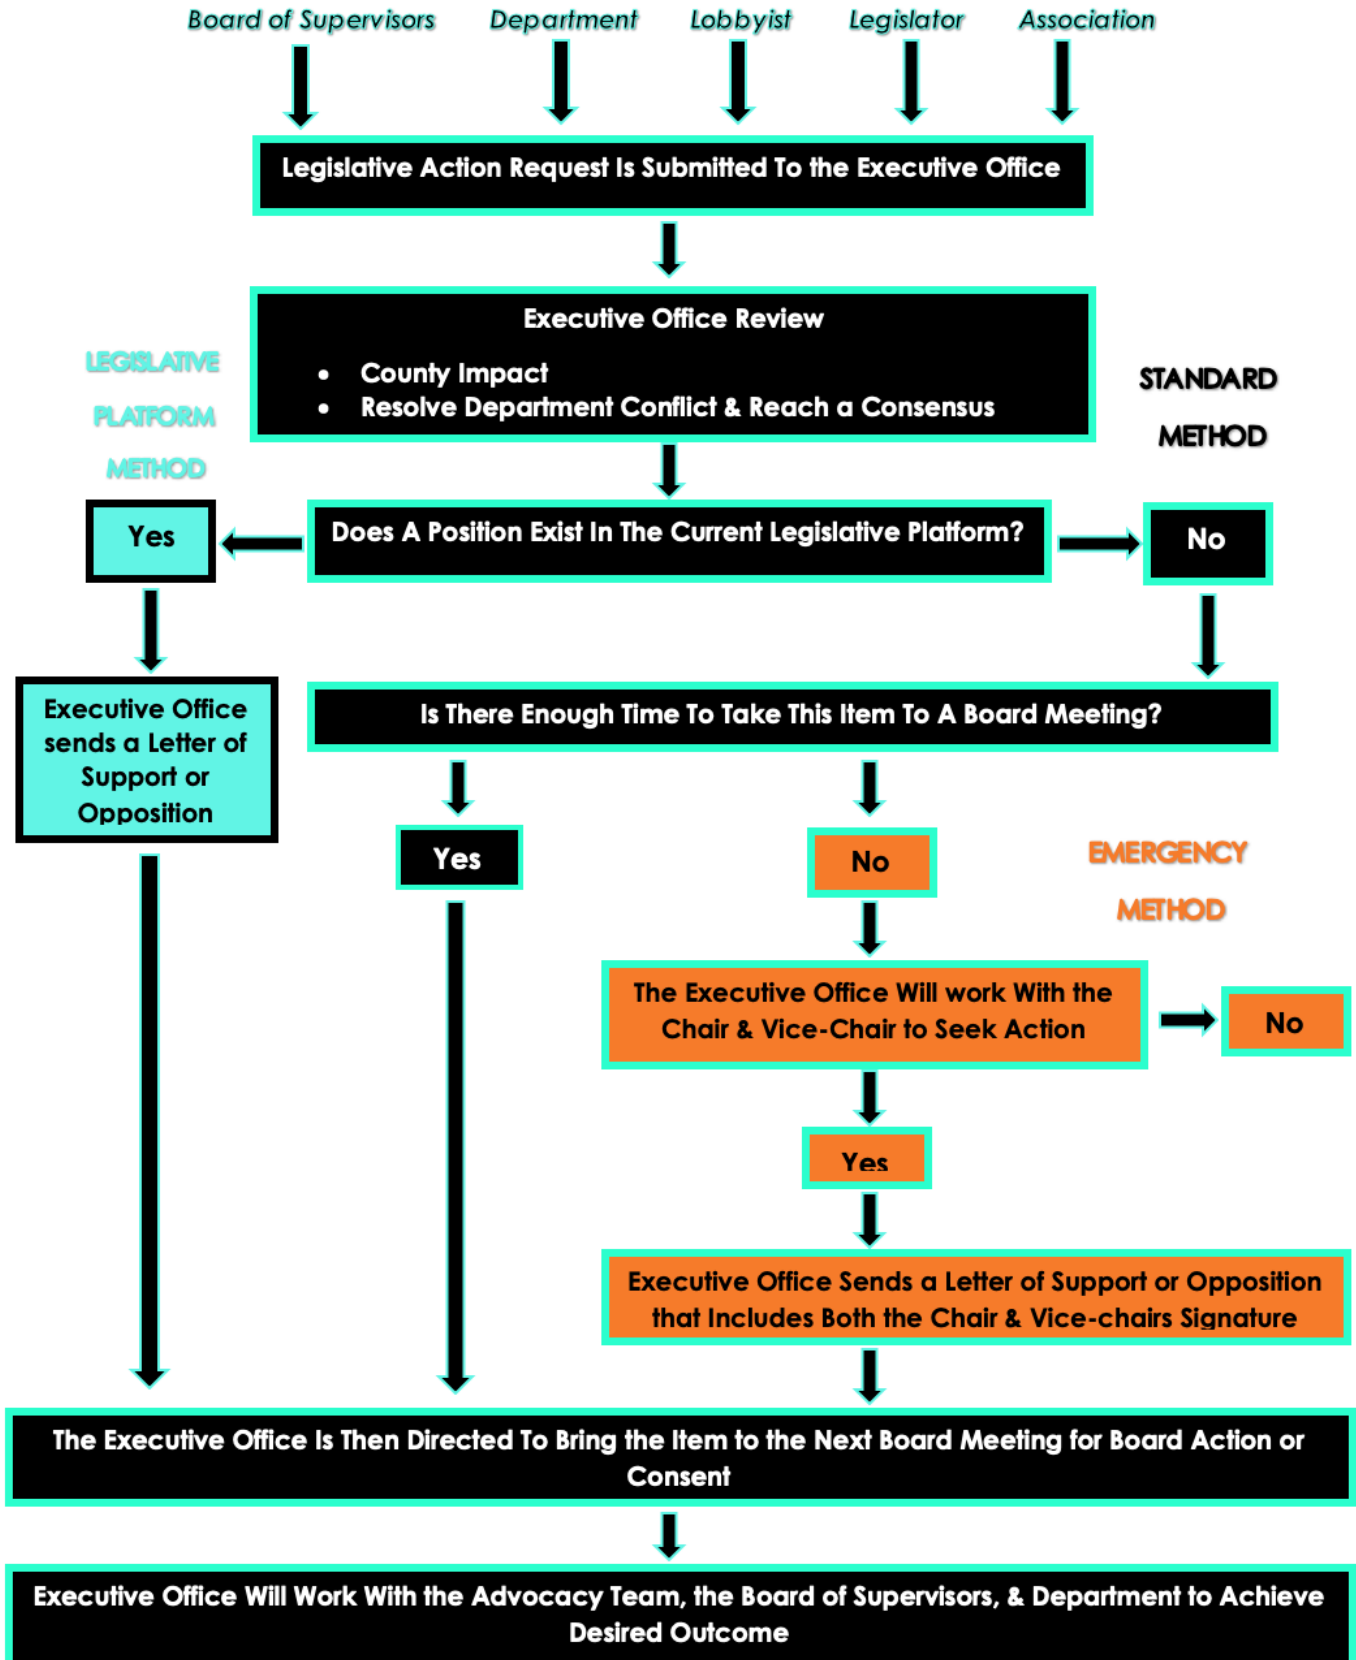 Board of Supervisors Department Lobbyist Legislator Association
Legislative Action Request Is Submitted To the Executive Office
Executive Office Review
• County Impact
• Resolve Department Conflict & Reach a Consensus
LEGISLATIVE
PLATFORM
METHOD
STANDARD
METHOD
Yes
Does A Position Exist In The Current Legislative Platform?
No
Executive Office
sends a Letter of
Support or
Opposition
Is There Enough Time To Take This Item To A Board Meeting?
Yes
No
EMERGENCY
METHOD
The Executive Office Will work With the
Chair & Vice-Chair to Seek Action
No
Yes
Executive Office Sends a Letter of Support or Opposition
that Includes Both the Chair & Vice-chairs Signature
The Executive Office Is Then Directed To Bring the Item to the Next Board Meeting for Board Action or
Consent
Executive Office Will Work With the Advocacy Team, the Board of Supervisors, & Department to Achieve
Desired Outcome